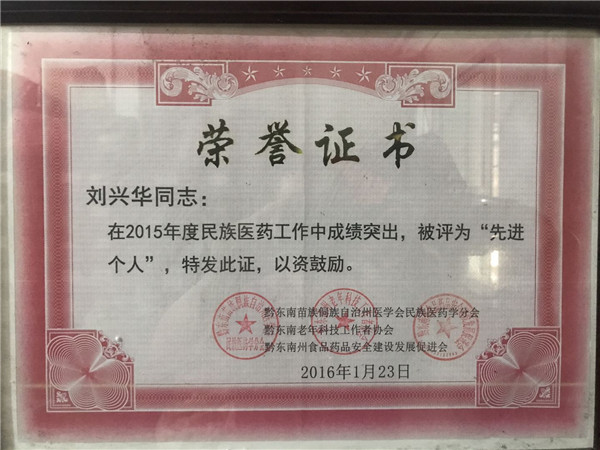 荣誉证书
刘兴华同志：
在2015年度民族医药工作中成绩突出，被评为“先进
个人”，特发此证，以资鼓励。
黔东南苗族侗族自治州医学会民族医药学分会
黔东南老年科技工作者协会
黔东南州食品药品安全建设发展促进会
2016年1月23日